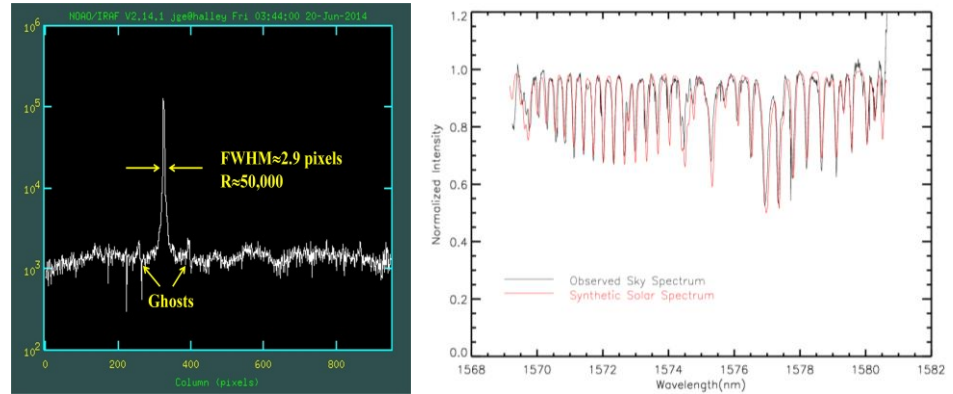 NOAO/IRAF V2.14.1 jge@halley Fri 03:44:00 20-Jun-2014
10⁶
10⁵
10⁴
10³
10²
FWHM≈2.9 pixels
R≈50,000
Ghosts
0 200 400 600 800
Column (pixels)
1.2
1.0
0.8
0.6
0.4
0.2
0.0
Normalized Intensity
Observed Sky Spectrum
Synthetic Solar Spectrum
1568 1570 1572 1574 1576 1578 1580 1582
Wavelength(nm)